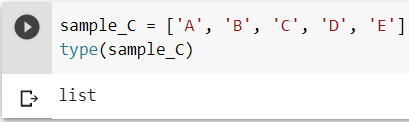 sample_C = ['A', 'B', 'C', 'D', 'E']
type(sample_C)
list